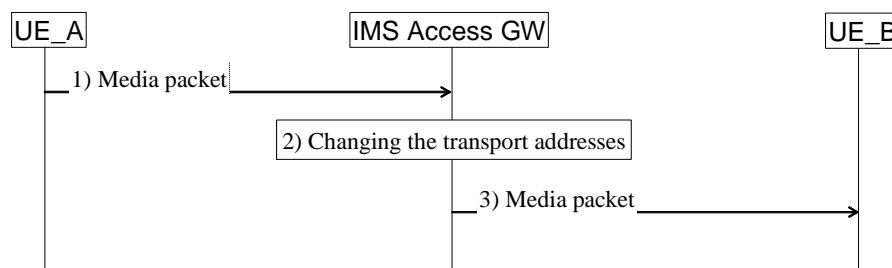 UE_A
IMS Access GW
UE_B
1) Media packet
2) Changing the transport addresses
3) Media packet